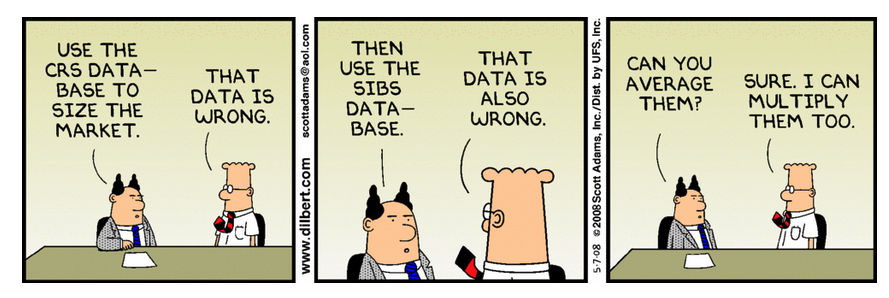 USE THE
CRS DATA-
BASE TO
SIZE THE
MARKET.
THAT
DATA IS
WRONG.
www.dilbert.com
scottadams@aol.com
THEN
USE THE
SIBS
DATA-
BASE.
THAT
DATA IS
ALSO
WRONG.
5-7-08 ©2008 Scott Adams, Inc./Dist. by UFS, Inc.
CAN YOU
AVERAGE
THEM?
SURE. I CAN
MULTIPLY
THEM TOO.